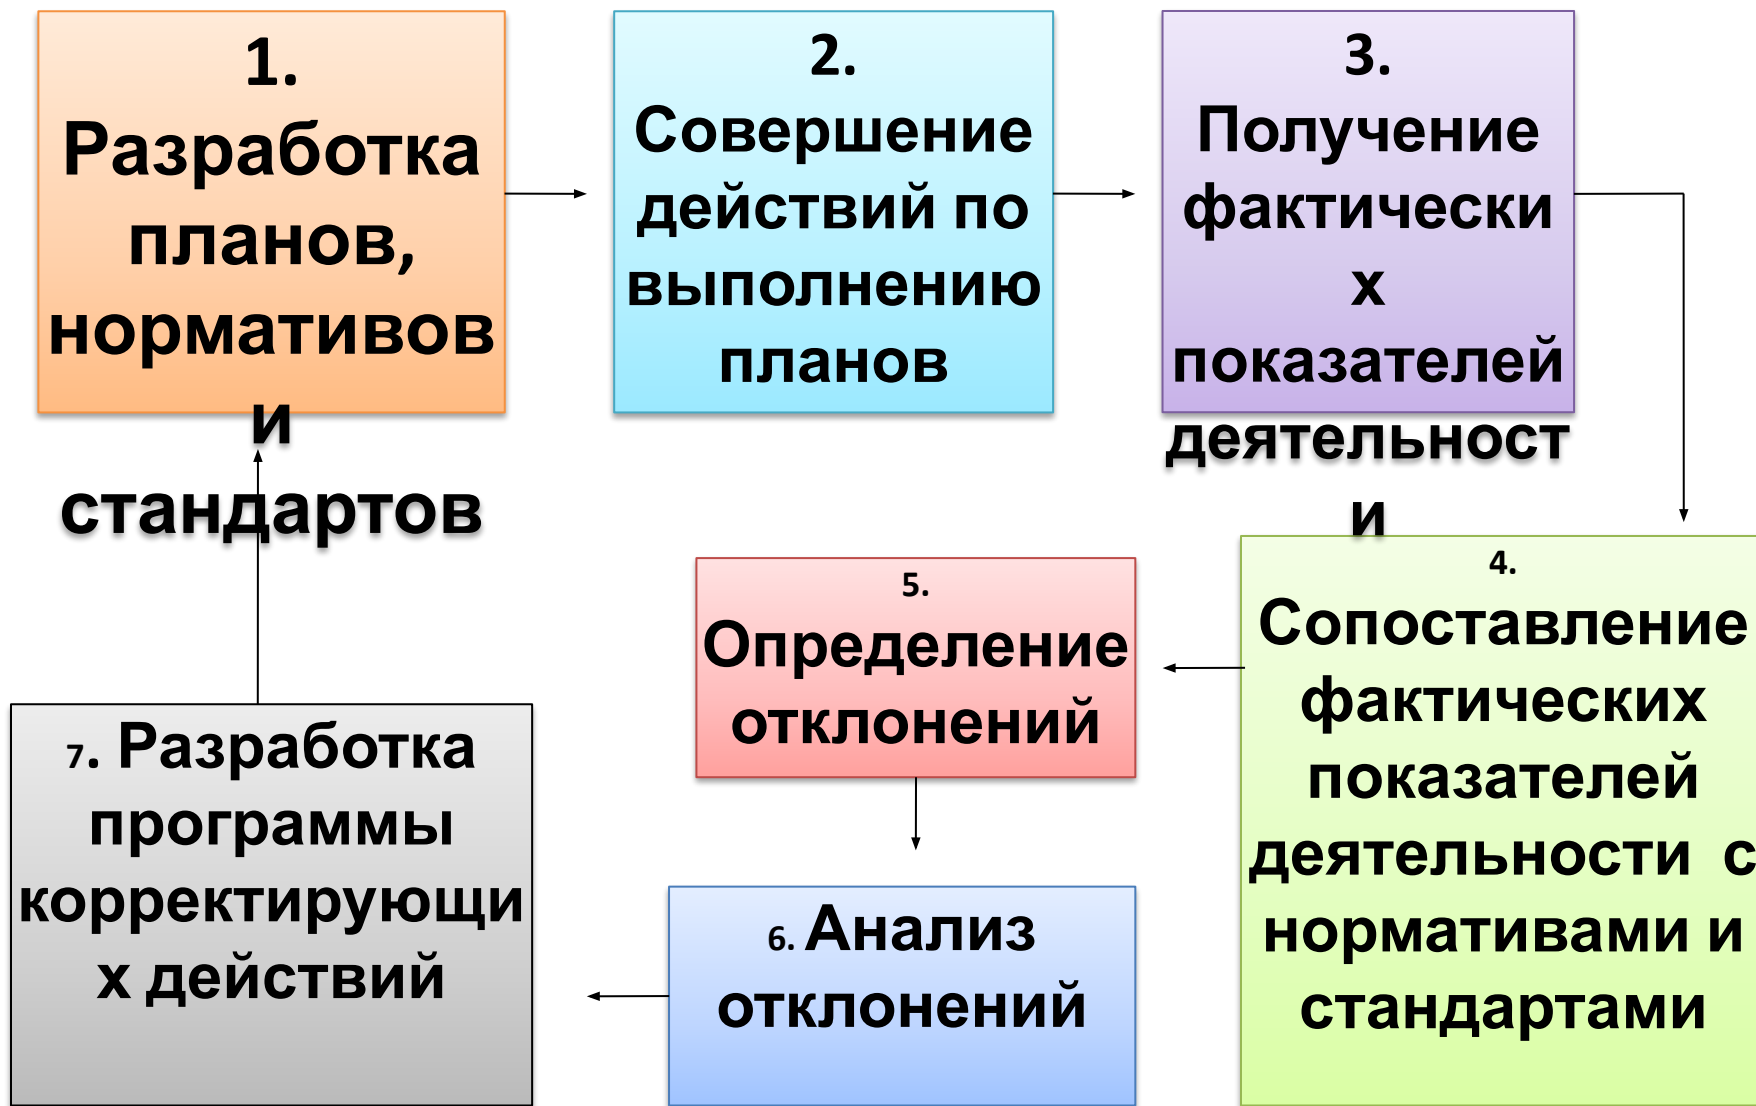 1.
Разработка
планов,
нормативов
и
стандартов
2.
Совершение
действий по
выполнению
планов
3.
Получение
фактически
х
показателей
деятельност
и
4.
Сопоставление
фактических
показателей
деятельности с
нормативами и
стандартами
5.
Определение
отклонений
6. Анализ
отклонений
7. Разработка
программы
корректирующи
х действий